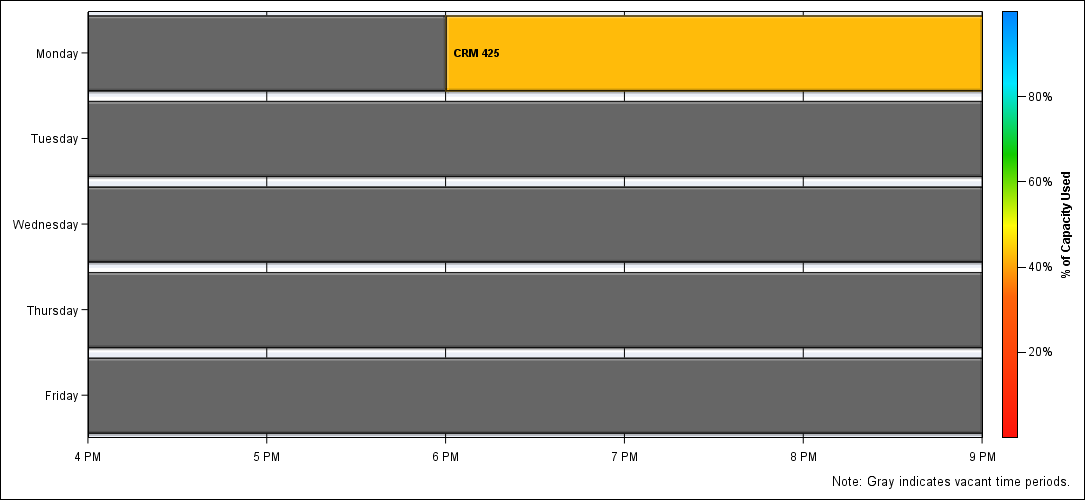 Monday
CRM 425
Tuesday
Wednesday
Thursday
Friday
4 PM 5 PM 6 PM 7 PM 8 PM 9 PM
80%
60%
40%
20%
% of Capacity Used
Note: Gray indicates vacant time periods.